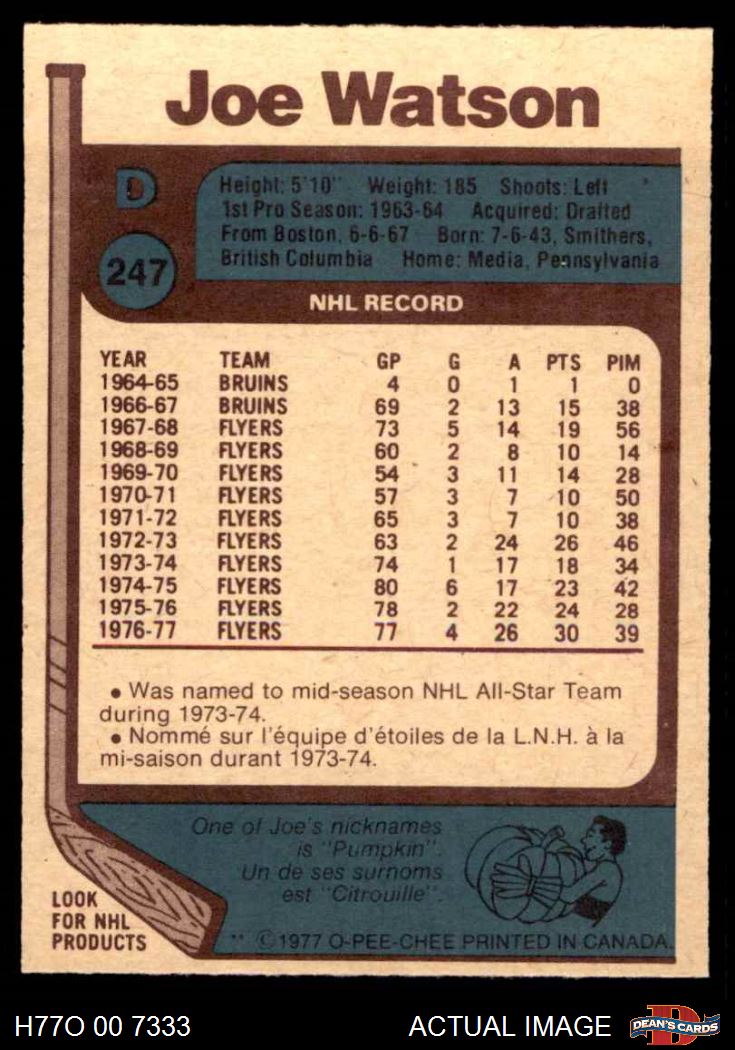 Joe Watson
D
Height: 5'10" Weight: 185 Shoots: Left
1st Pro Season: 1963-64 Acquired: Drafted
From Boston, 6-6-67 Born: 7-6-43, Smithers,
British Columbia Home: Media, Pennsylvania
247
NHL RECORD
YEAR TEAM GP G A PTS PIM
1964-65 BRUINS 4 0 1 1 0
1966-67 BRUINS 69 2 13 15 38
1967-68 FLYERS 73 5 14 19 56
1968-69 FLYERS 60 2 8 10 14
1969-70 FLYERS 54 3 11 14 28
1970-71 FLYERS 57 3 7 10 50
1971-72 FLYERS 65 3 7 10 38
1972-73 FLYERS 63 2 24 26 46
1973-74 FLYERS 74 1 17 18 34
1974-75 FLYERS 80 6 17 23 42
1975-76 FLYERS 78 2 22 24 28
1976-77 FLYERS 77 4 26 30 39
• Was named to mid-season NHL All-Star Team
during 1973-74.
• Nommé sur l'équipe d'étoiles de la L.N.H. à la
mi-saison durant 1973-74.
One of Joe's nicknames
is "Pumpkin".
Un de ses surnoms
est "Citrouille".
LOOK
FOR NHL
PRODUCTS
** ©1977 O-PEE-CHEE PRINTED IN CANADA.
H77O 00 7333 ACTUAL IMAGE
D
DEAN'S CARDS